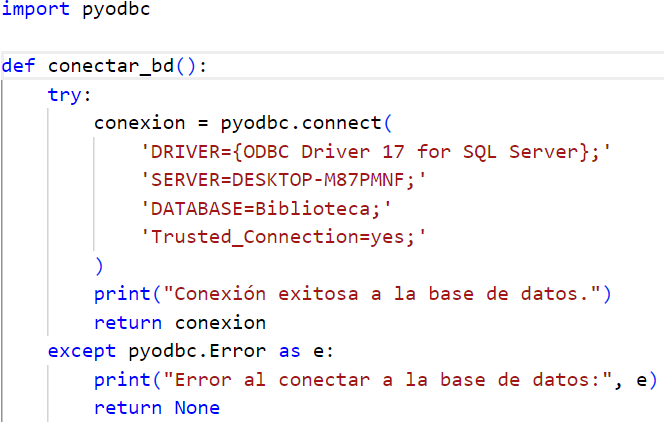 import pyodbc
def conectar_bd():
    try:
        conexion = pyodbc.connect(
            'DRIVER={ODBC Driver 17 for SQL Server};'
            'SERVER=DESKTOP-M87PMNF;'
            'DATABASE=Biblioteca;'
            'Trusted_Connection=yes;'
        )
        print("Conexión exitosa a la base de datos.")
        return conexion
    except pyodbc.Error as e:
        print("Error al conectar a la base de datos:", e)
        return None